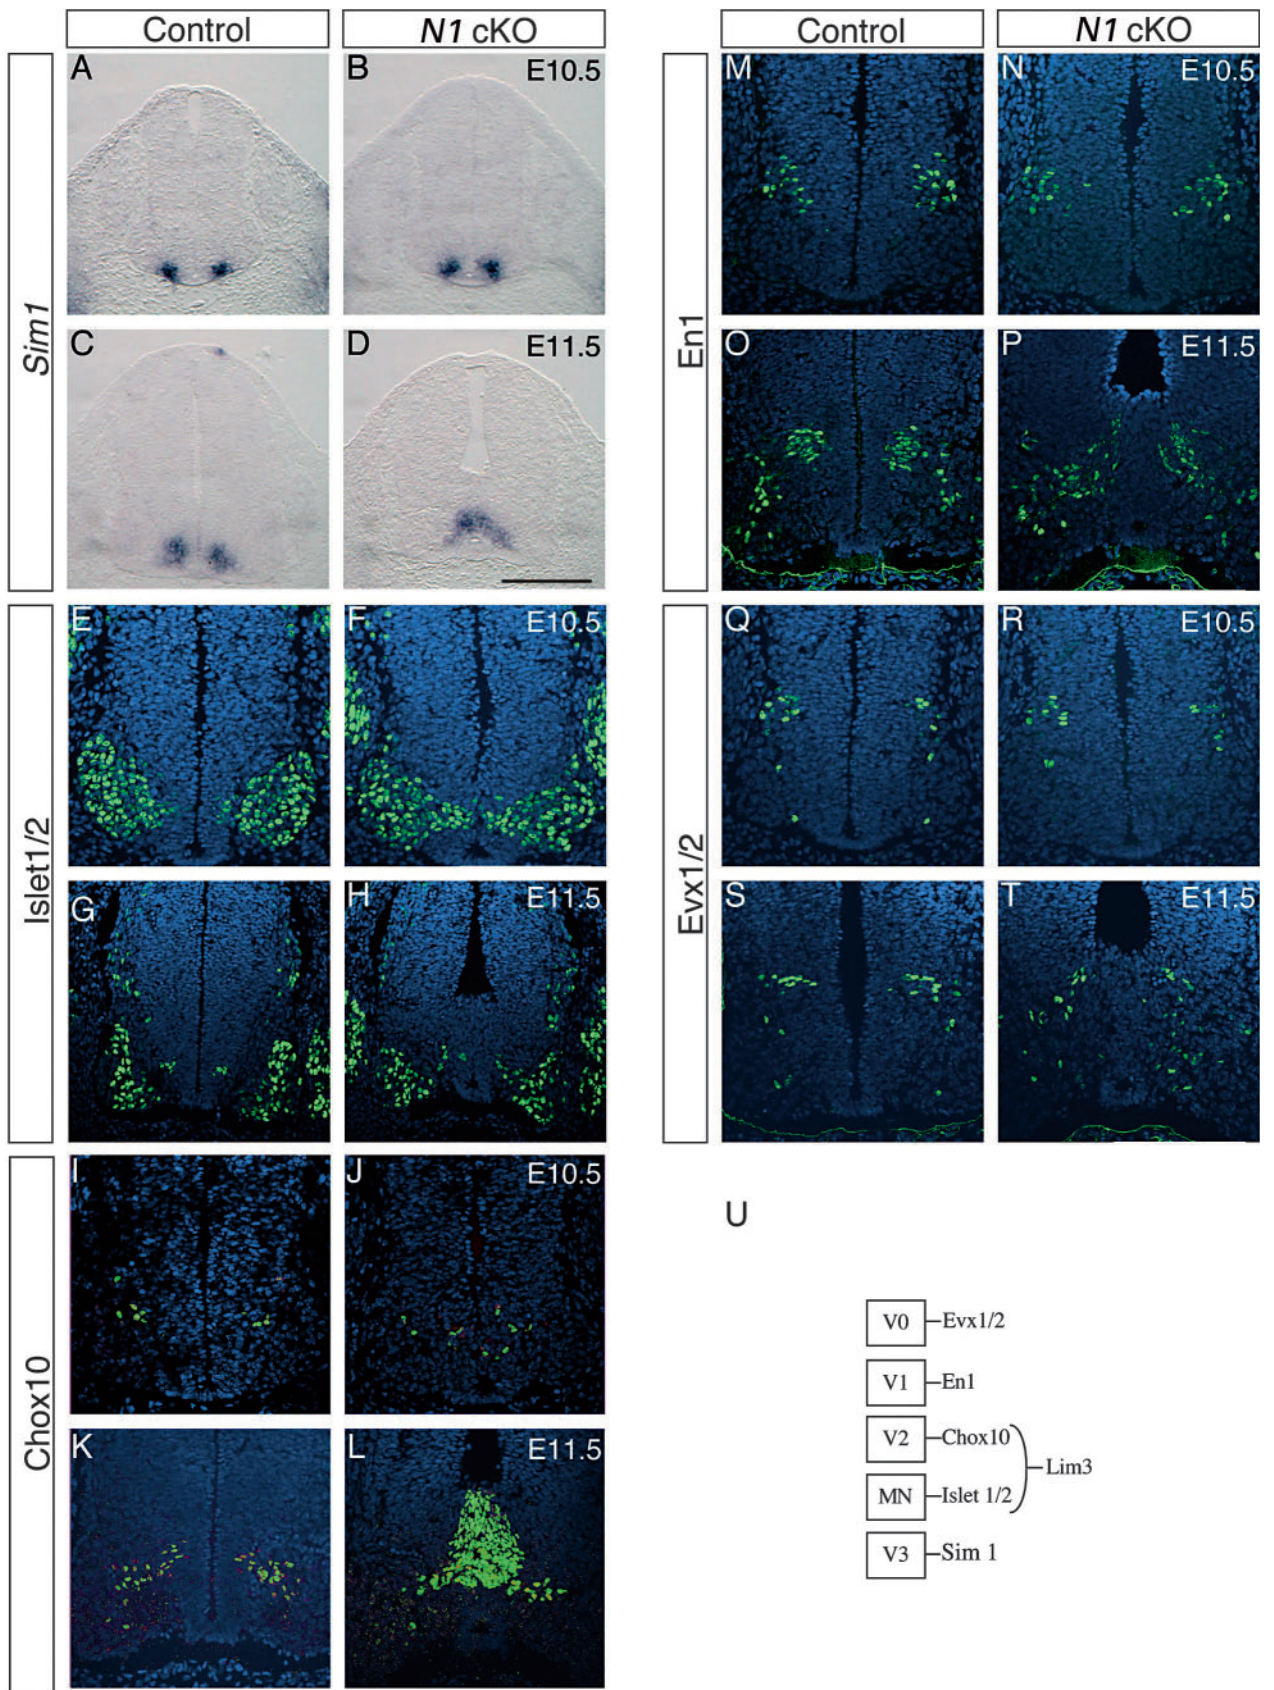 Control
N1 cKO
Sim1
A
B E10.5
C
D E11.5
Islet1/2
E
F E10.5
G
H E11.5
Chox10
I
J E10.5
K
L E11.5
Control
N1 cKO
En1
M
N E10.5
O
P E11.5
Evx1/2
Q
R E10.5
S
T E11.5
U
V0 Evx1/2
V1 En1
V2 Chox10
Lim3
MN Islet 1/2
V3 Sim 1